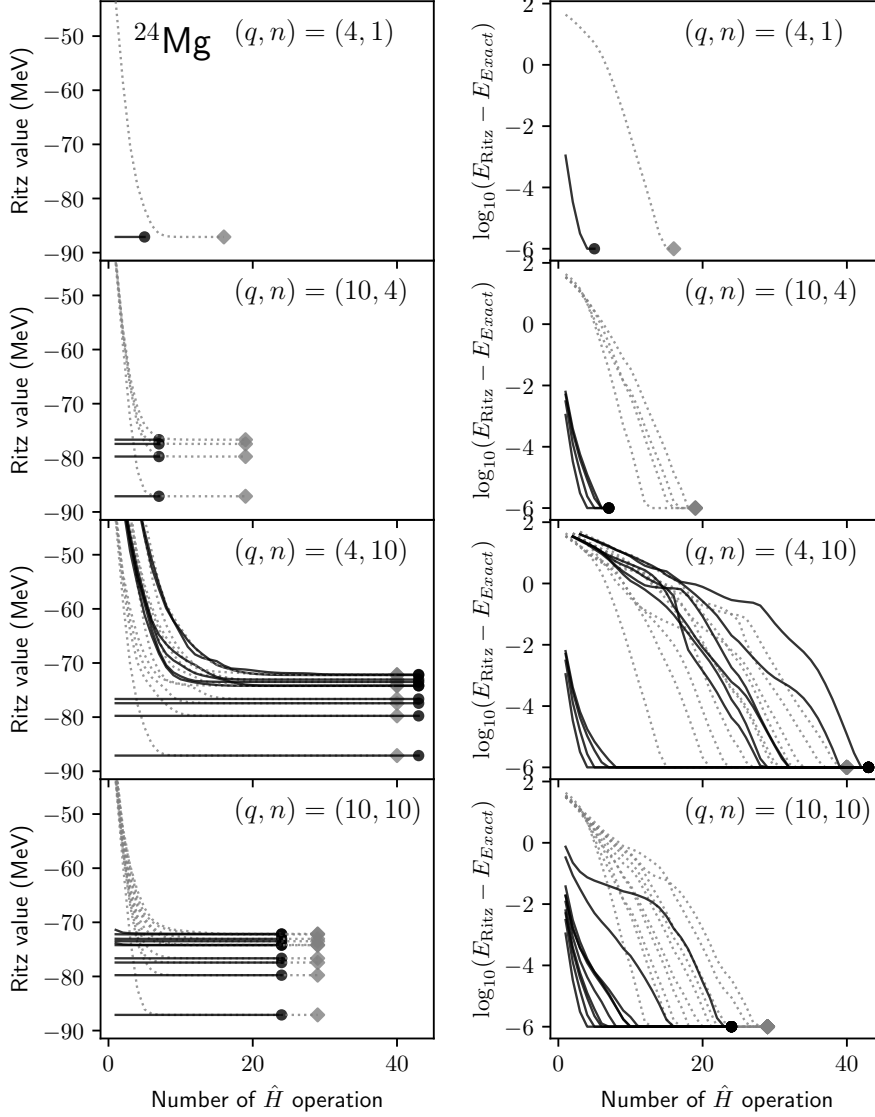 ²⁴Mg (q, n) = (4, 1)
Ritz value (MeV)
−50
−60
−70
−80
−90
(q, n) = (4, 1)
log₁₀(E_Ritz − E_Exact)
2
0
−2
−4
−6
(q, n) = (10, 4)
Ritz value (MeV)
−50
−60
−70
−80
−90
(q, n) = (10, 4)
log₁₀(E_Ritz − E_Exact)
2
0
−2
−4
−6
(q, n) = (4, 10)
Ritz value (MeV)
−50
−60
−70
−80
−90
(q, n) = (4, 10)
log₁₀(E_Ritz − E_Exact)
2
0
−2
−4
−6
(q, n) = (10, 10)
Ritz value (MeV)
−50
−60
−70
−80
−90
0 20 40
Number of Ĥ operation
(q, n) = (10, 10)
log₁₀(E_Ritz − E_Exact)
2
0
−2
−4
−6
0 20 40
Number of Ĥ operation